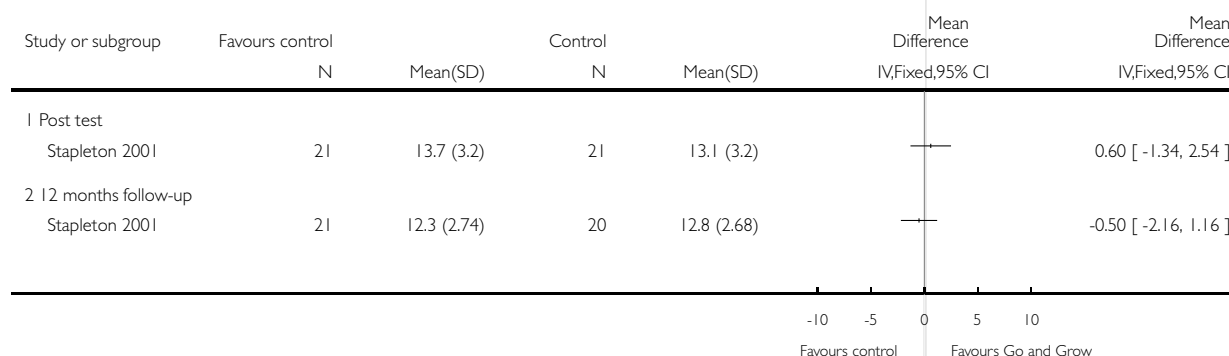 Study or subgroup Favours control Control Mean Difference Mean Difference
N Mean(SD) N Mean(SD) IV,Fixed,95% CI IV,Fixed,95% CI
1 Post test
Stapleton 2001 21 13.7 (3.2) 21 13.1 (3.2) 0.60 [ -1.34, 2.54 ]
2 12 months follow-up
Stapleton 2001 21 12.3 (2.74) 20 12.8 (2.68) -0.50 [ -2.16, 1.16 ]
-10 -5 0 5 10
Favours control Favours Go and Grow